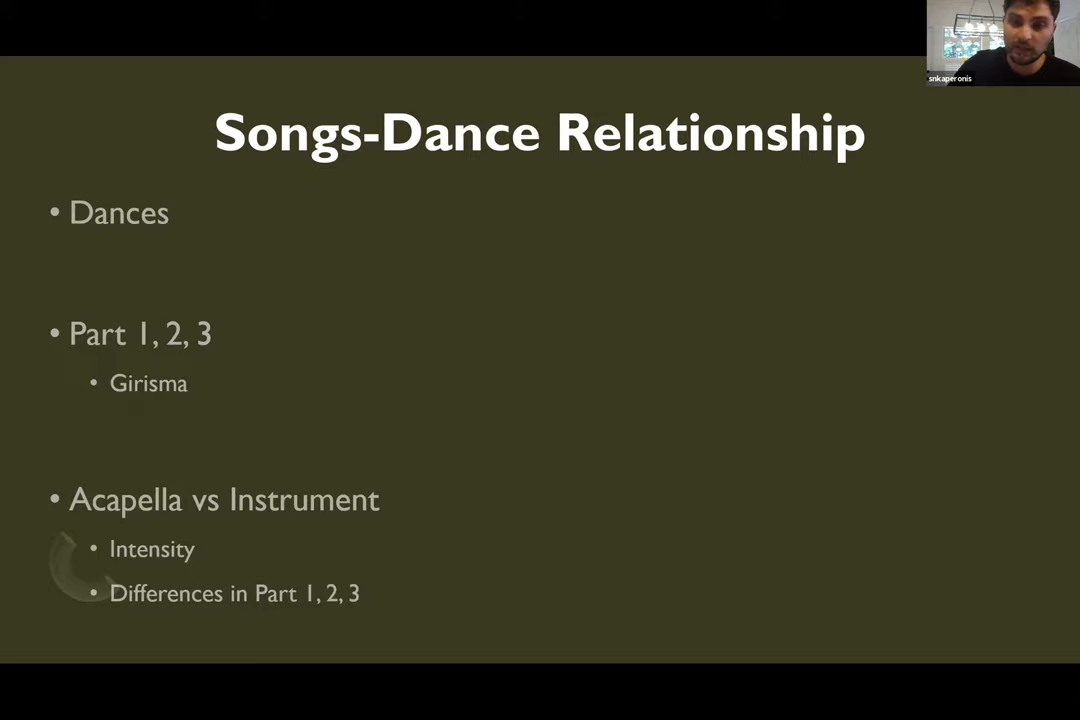 snkaperonis
Songs-Dance Relationship
• Dances
• Part 1, 2, 3
• Girisma
• Acapella vs Instrument
• Intensity
• Differences in Part 1, 2, 3